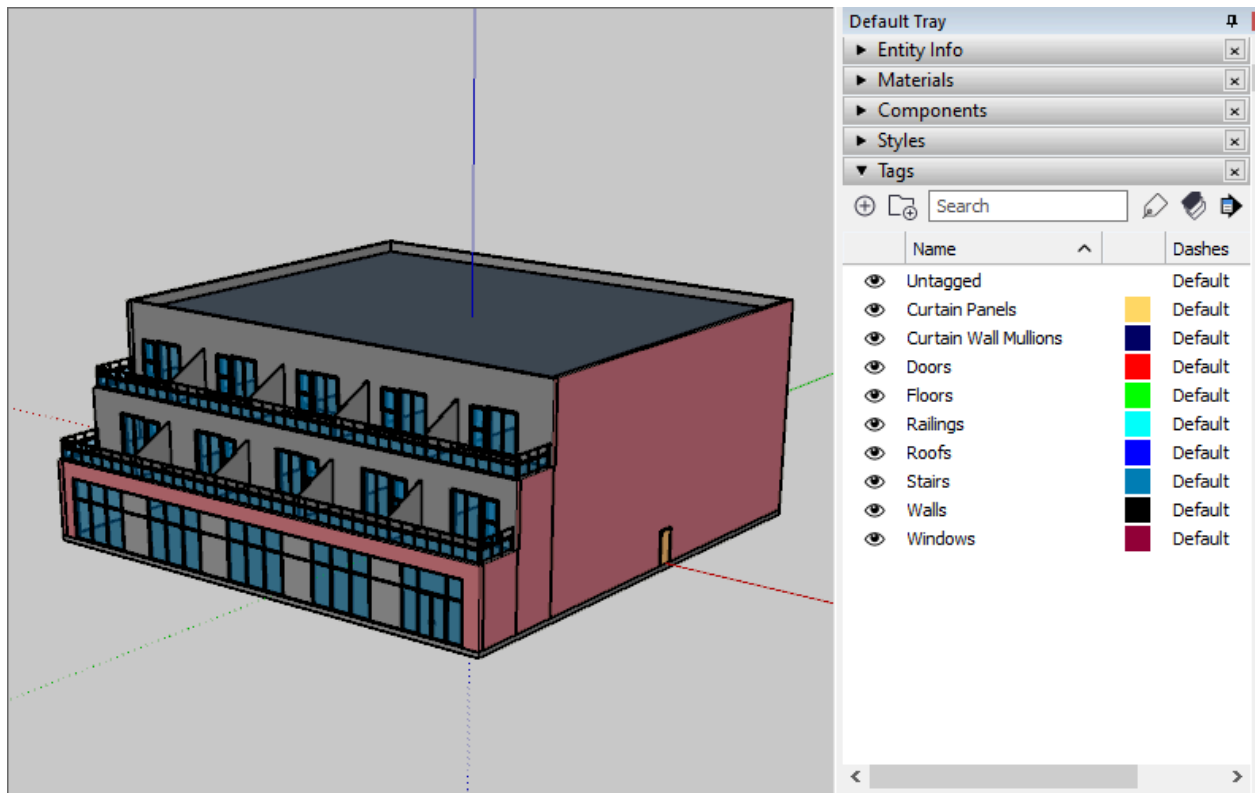 Default Tray
Entity Info
Materials
Components
Styles
Tags
Search
Name Dashes
Untagged Default
Curtain Panels Default
Curtain Wall Mullions Default
Doors Default
Floors Default
Railings Default
Roofs Default
Stairs Default
Walls Default
Windows Default